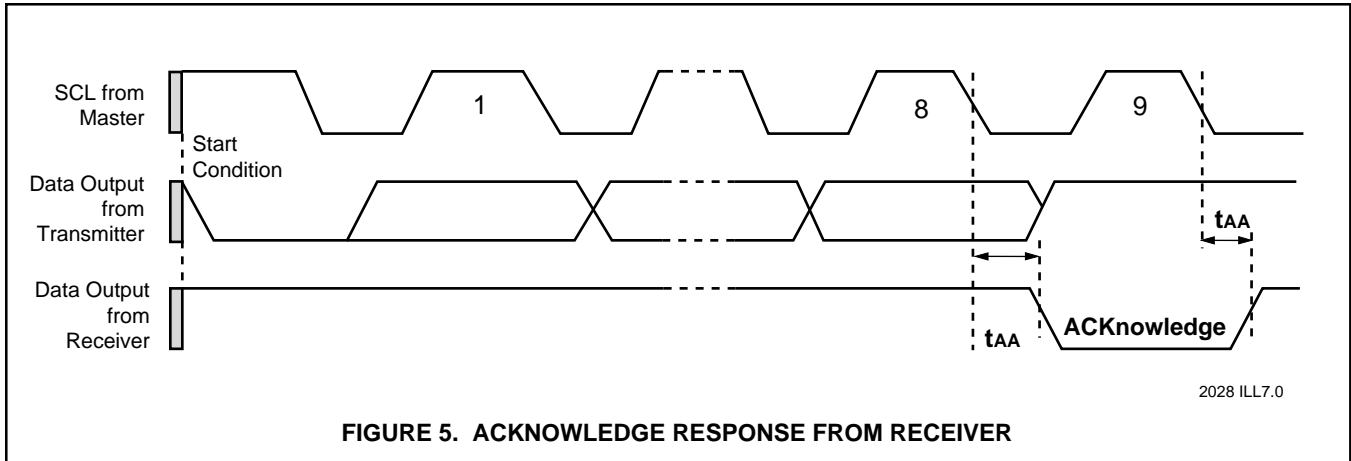 SCL from
Master
1
8
9
Start
Condition
Data Output
from
Transmitter
tAA
Data Output
from
Receiver
tAA
ACKnowledge
2028 ILL7.0
FIGURE 5. ACKNOWLEDGE RESPONSE FROM RECEIVER